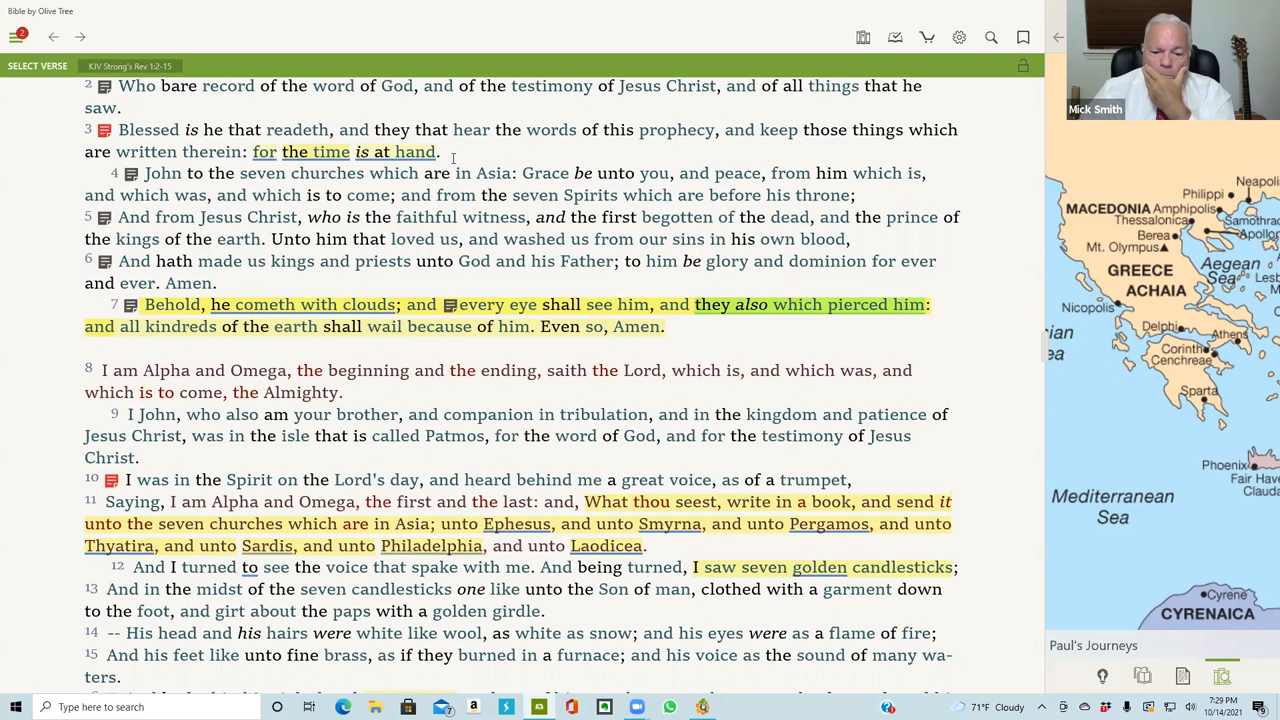 Bible by Olive Tree
2
SELECT VERSE KJV Strong's Rev 1:2-15
2 Who bare record of the word of God, and of the testimony of Jesus Christ, and of all things that he
saw.
3 Blessed is he that readeth, and they that hear the words of this prophecy, and keep those things which
are written therein: for the time is at hand.
4 John to the seven churches which are in Asia: Grace be unto you, and peace, from him which is,
and which was, and which is to come; and from the seven Spirits which are before his throne;
5 And from Jesus Christ, who is the faithful witness, and the first begotten of the dead, and the prince of
the kings of the earth. Unto him that loved us, and washed us from our sins in his own blood,
6 And hath made us kings and priests unto God and his Father; to him be glory and dominion for ever
and ever. Amen.
7 Behold, he cometh with clouds; and every eye shall see him, and they also which pierced him:
and all kindreds of the earth shall wail because of him. Even so, Amen.
8 I am Alpha and Omega, the beginning and the ending, saith the Lord, which is, and which was, and
which is to come, the Almighty.
9 I John, who also am your brother, and companion in tribulation, and in the kingdom and patience of
Jesus Christ, was in the isle that is called Patmos, for the word of God, and for the testimony of Jesus
Christ.
10 I was in the Spirit on the Lord's day, and heard behind me a great voice, as of a trumpet,
11 Saying, I am Alpha and Omega, the first and the last: and, What thou seest, write in a book, and send it
unto the seven churches which are in Asia; unto Ephesus, and unto Smyrna, and unto Pergamos, and unto
Thyatira, and unto Sardis, and unto Philadelphia, and unto Laodicea.
12 And I turned to see the voice that spake with me. And being turned, I saw seven golden candlesticks;
13 And in the midst of the seven candlesticks one like unto the Son of man, clothed with a garment down
to the foot, and girt about the paps with a golden girdle.
14 -- His head and his hairs were white like wool, as white as snow; and his eyes were as a flame of fire;
15 And his feet like unto fine brass, as if they burned in a furnace; and his voice as the sound of many wa-
ters.
Mick Smith
Neapol
Philippi
MACEDONIA Amphipolis
Thessalonica
Samo
Berea
Apollon
Mt. Olympus
GREECE
Aegean
Sea
ACHAIA
Nicopolis
Delphi
Athens
Corinth
Cenchreae
Sparta
rian
ea
Phoenix
Fair Have
Clauda
Mediterranean
Sea
Cyrene
CYRENAICA
Paul's Journeys
Type here to search
7
71°F Cloudy
7:29 PM
10/14/2021
9